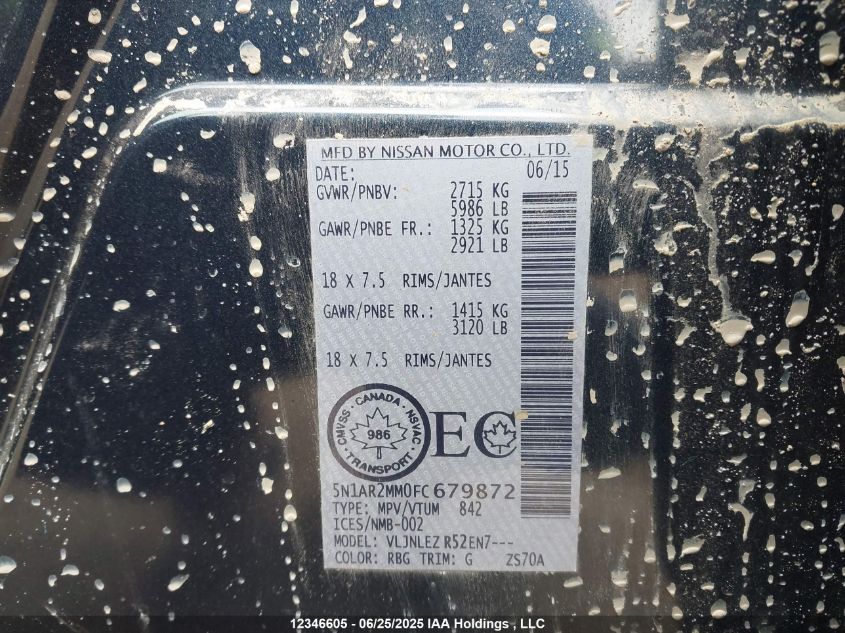 MFD BY NISSAN MOTOR CO., LTD.
DATE: 06/15
GVWR/PNBV: 2715 KG
5986 LB
GAWR/PNBE FR.: 1325 KG
2921 LB
18 X 7.5 RIMS/JANTES
GAWR/PNBE RR.: 1415 KG
3120 LB
18 X 7.5 RIMS/JANTES
CMVSS · CANADA · NSVAC
986
· TRANSPORT ·
EC
5N1AR2MM0FC679872
TYPE: MPV/VTUM 842
ICES/NMB-002
MODEL: VLJNLEZ R52EN7---
COLOR: RBG TRIM: G ZS70A
12346605 - 06/25/2025 IAA Holdings , LLC